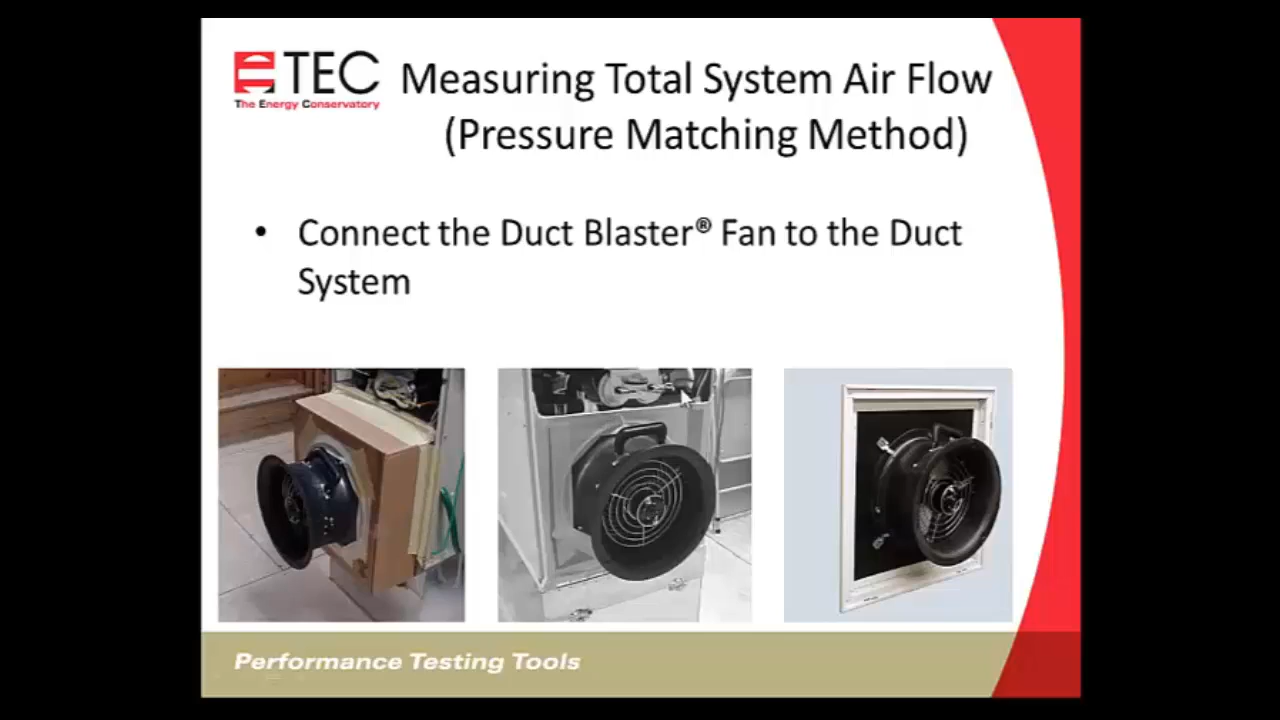 TEC
The Energy Conservatory
Measuring Total System Air Flow
(Pressure Matching Method)
• Connect the Duct Blaster® Fan to the Duct
System
Performance Testing Tools